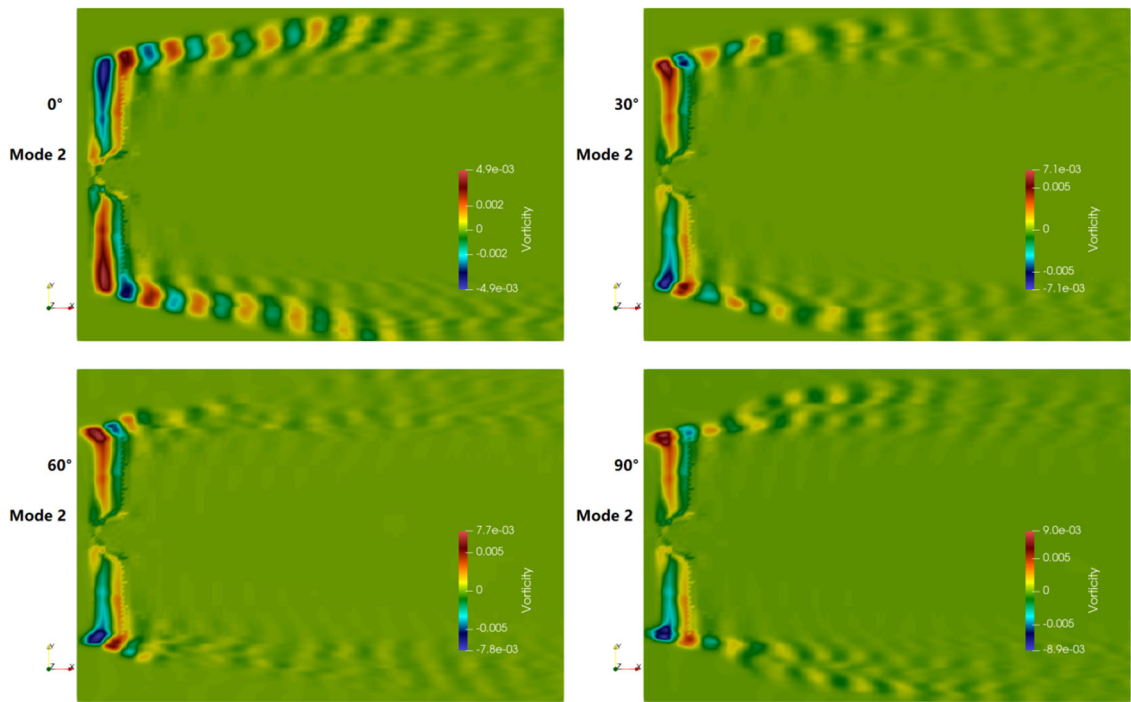 0°
Mode 2
4.9e-03
0.002
0
-0.002
-4.9e-03
Vorticity
Y
Z
X
30°
Mode 2
7.1e-03
0.005
0
-0.005
-7.1e-03
Vorticity
Y
Z
X
60°
Mode 2
7.7e-03
0.005
0
-0.005
-7.8e-03
Vorticity
Y
Z
X
90°
Mode 2
9.0e-03
0.005
0
-0.005
-8.9e-03
Vorticity
Y
Z
X